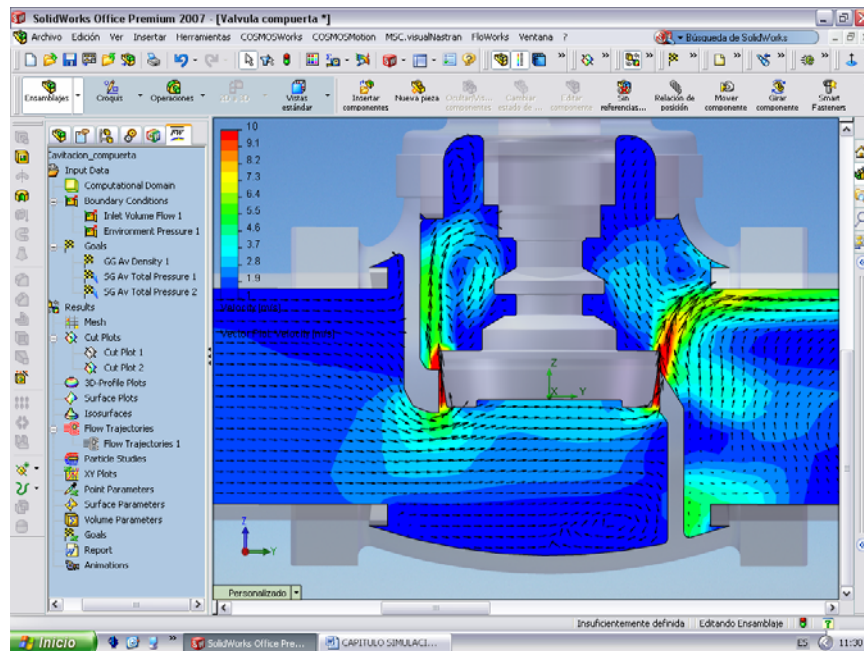 SolidWorks Office Premium 2007 - [Valvula compuerta *]
Archivo Edición Ver Insertar Herramientas COSMOSWorks COSMOSMotion MSC.visualNastran FloWorks Ventana ?
Búsqueda de SolidWorks
Ensamblajes
Croquis
Operaciones
Vistas estándar
Insertar componentes
Nueva pieza
Cambiar estado de ...
Editar componente
Sin referencias...
Relación de posición
Mover componente
Girar componente
Smart Fasteners
Cavitacion_compuerta
Input Data
Computational Domain
Boundary Conditions
Inlet Volume Flow 1
Environment Pressure 1
Goals
GG Av Density 1
SG Av Total Pressure 1
SG Av Total Pressure 2
Results
Mesh
Cut Plots
Cut Plot 1
Cut Plot 2
3D-Profile Plots
Surface Plots
Isosurfaces
Flow Trajectories
Flow Trajectories 1
Particle Studies
XY Plots
Point Parameters
Surface Parameters
Volume Parameters
Goals
Report
Animations
10
9.1
8.2
7.3
6.4
5.5
4.6
3.7
2.8
1.9
1
Z
X
Y
Z
Y
Personalizado
Insuficientemente definida
Editando Ensamblaje
Inicio
SolidWorks Office Pre...
CAPITULO SIMULACI...
ES
11:30